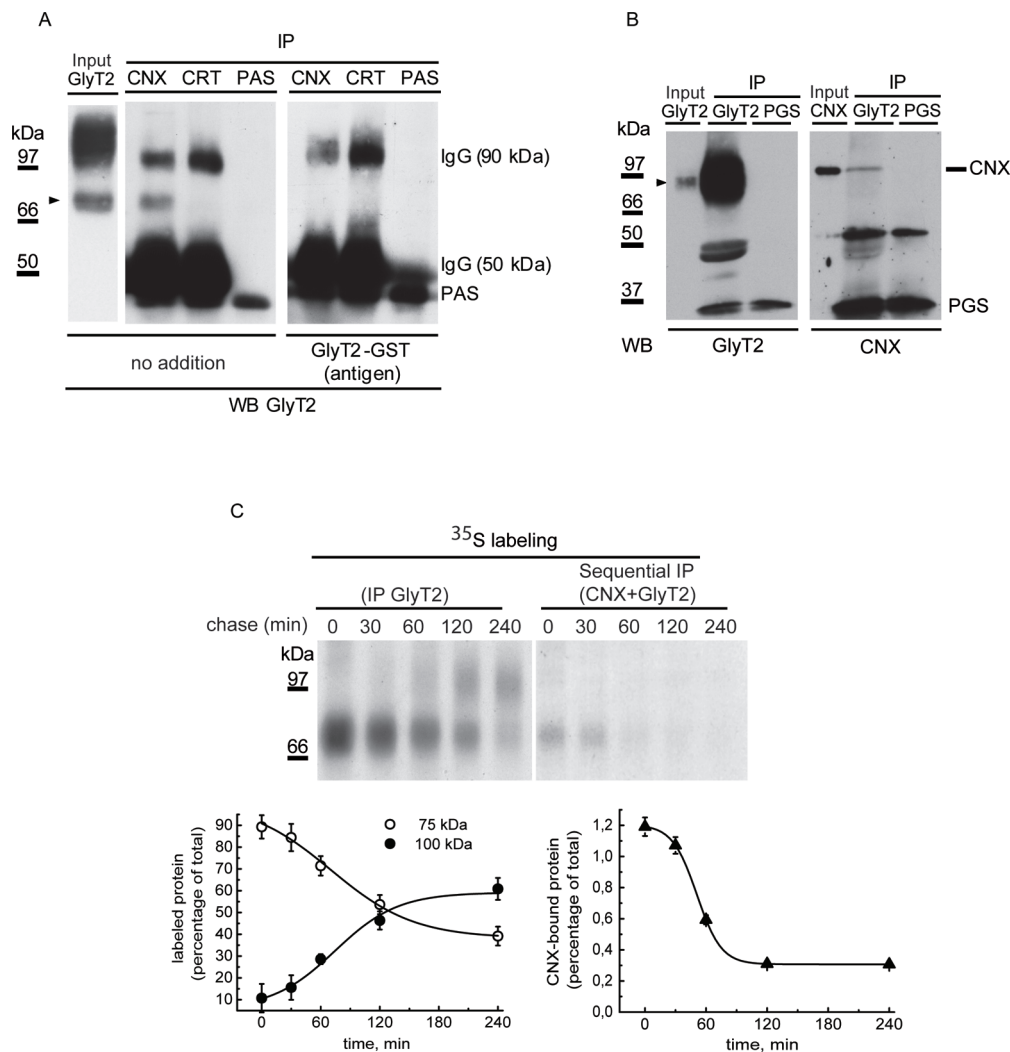 A
IP
Input
GlyT2
CNX CRT PAS
CNX CRT PAS
kDa
97
66
50
IgG (90 kDa)
IgG (50 kDa)
PAS
no addition
GlyT2-GST
(antigen)
WB GlyT2
B
Input IP
GlyT2 GlyT2 PGS
Input IP
CNX GlyT2 PGS
kDa
97
66
50
37
CNX
PGS
WB GlyT2 CNX
C
35S labeling
(IP GlyT2)
Sequential IP
(CNX+GlyT2)
chase (min) 0 30 60 120 240 0 30 60 120 240
kDa
97
66
labeled protein
(percentage of total)
90
80
70
60
50
40
30
20
10
75 kDa
100 kDa
0 60 120 180 240
time, min
CNX-bound protein
(percentage of total)
1,2
1,0
0,8
0,6
0,4
0,2
0,0
0 60 120 180 240
time, min